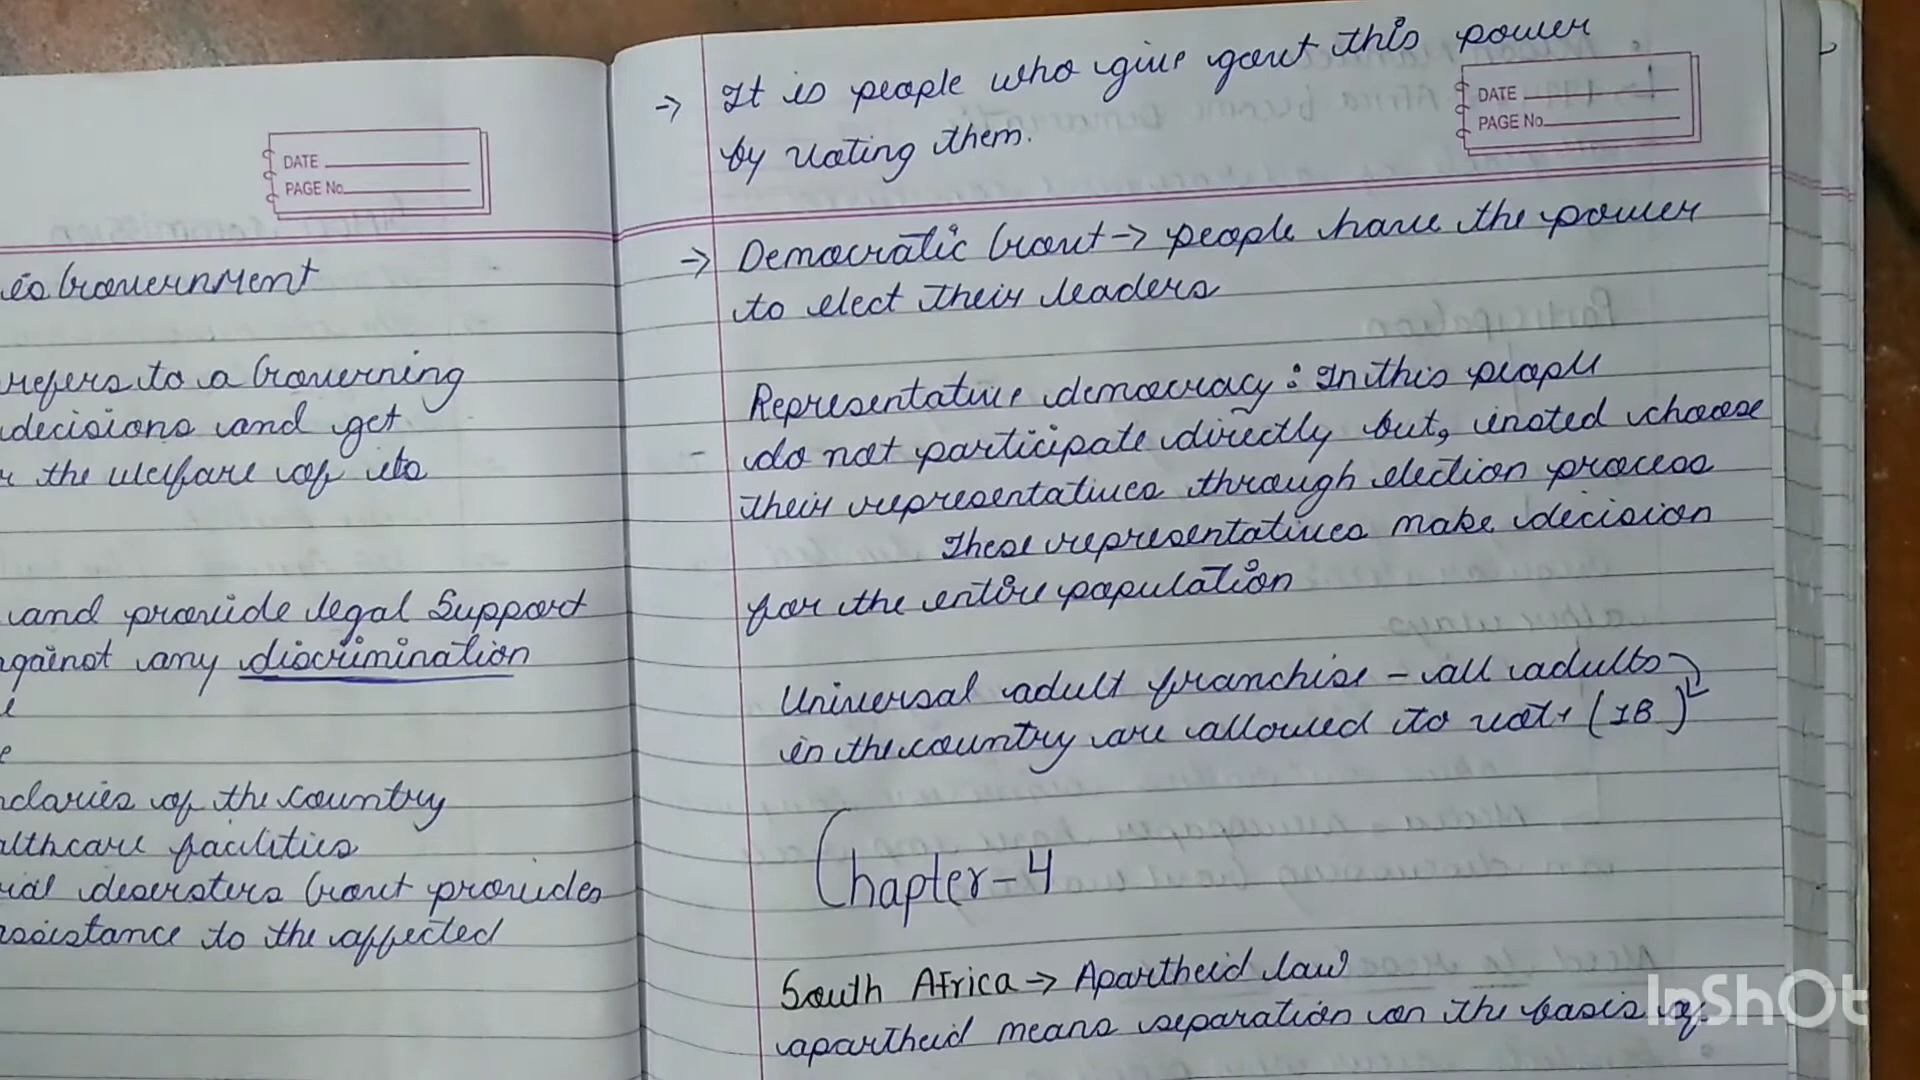 DATE
PAGE No.
is Government
refers to a Governing
decisions and get
the welfare of its
and provide legal Support
against any discrimination
ndaries of the country
althcare facilities
ial desersters Govt provides
assistance to the affected
→ It is people who give govt this power
by voting them.
DATE
PAGE No.
→ Democratic Govt → people have the power
to elect their leaders
Representative democracy : In this people
do not participate directly but, insted choose
their representatives through election process
These representatives make decision
for the entire population
Universal adult franchise - all adults
in the country are allowed to vote (18)
Chapter-4
South Africa → Apartheid law
apartheid means separation on the basis of
InShOt